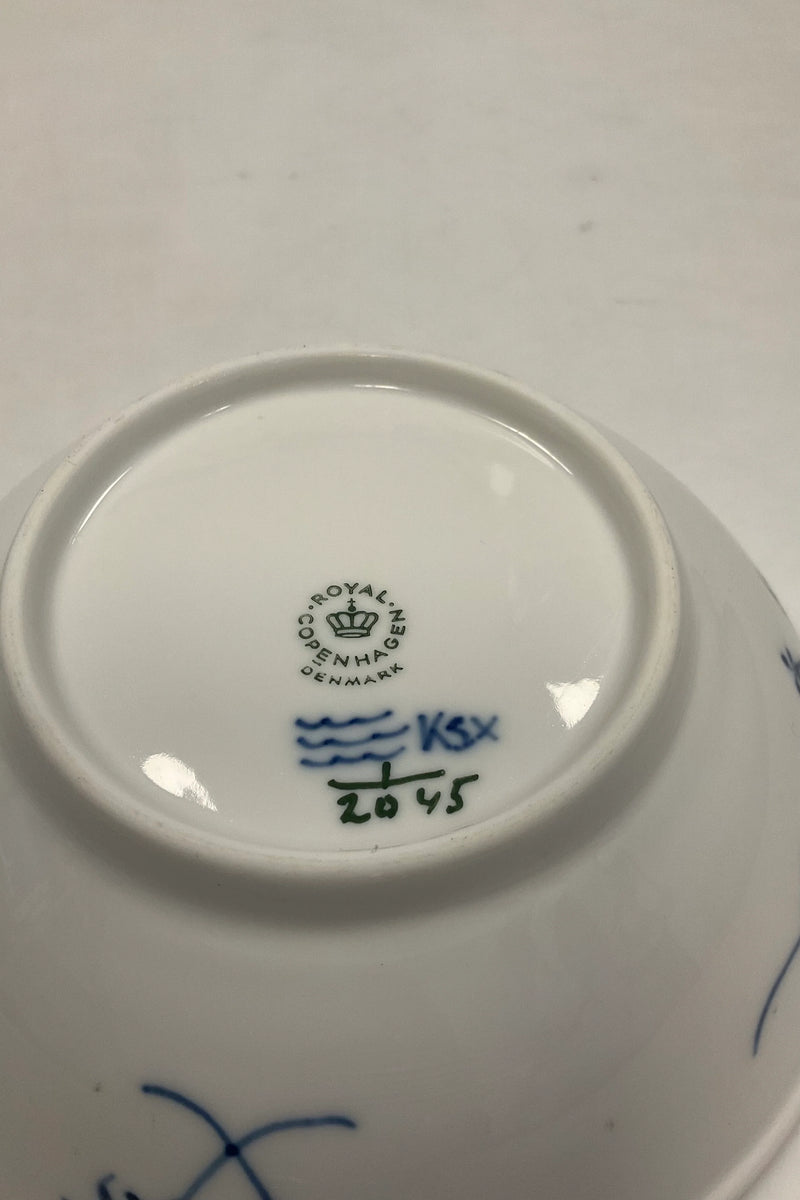 ROYAL
COPENHAGEN
DENMARK
KSX
1
2045